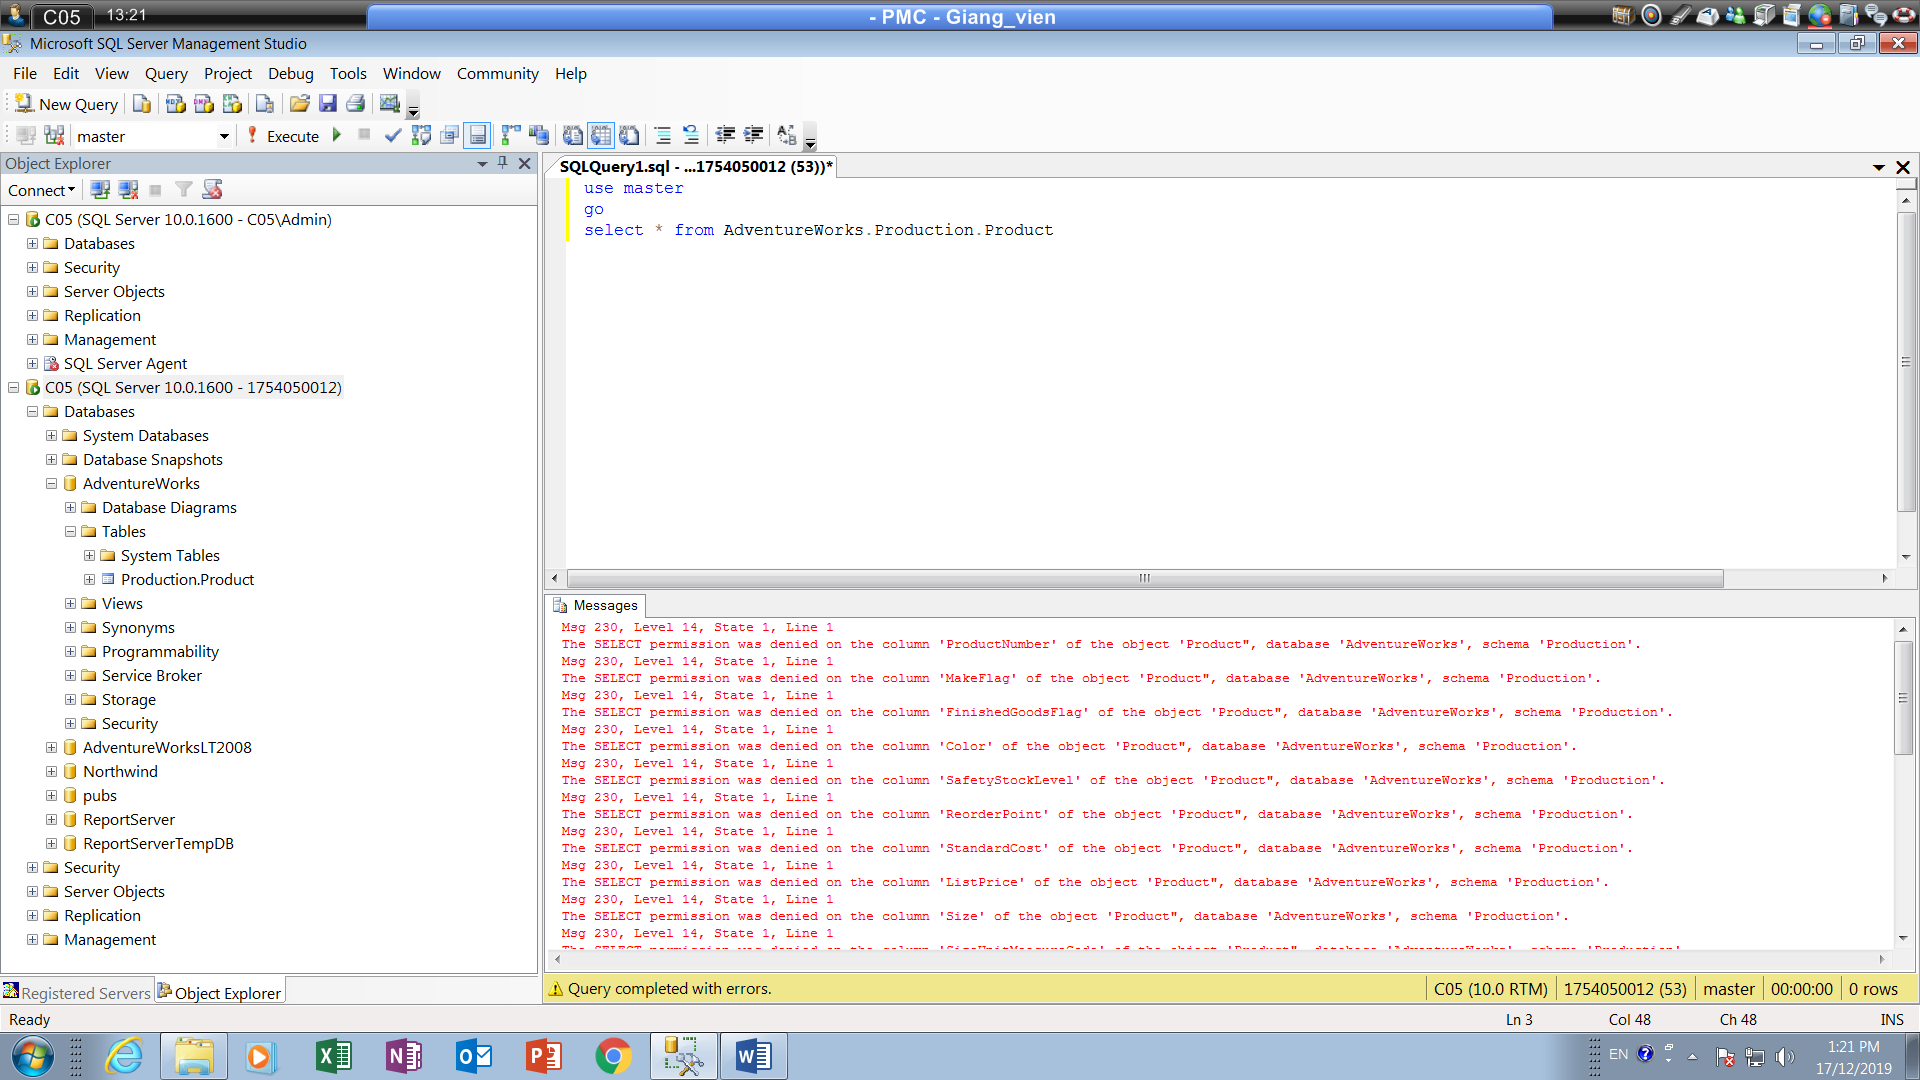 C05
13:21
- PMC - Giang_vien
Microsoft SQL Server Management Studio
File Edit View Query Project Debug Tools Window Community Help
New Query
master
Execute
Object Explorer
Connect
C05 (SQL Server 10.0.1600 - C05\Admin)
Databases
Security
Server Objects
Replication
Management
SQL Server Agent
C05 (SQL Server 10.0.1600 - 1754050012)
Databases
System Databases
Database Snapshots
AdventureWorks
Database Diagrams
Tables
System Tables
Production.Product
Views
Synonyms
Programmability
Service Broker
Storage
Security
AdventureWorksLT2008
Northwind
pubs
ReportServer
ReportServerTempDB
Security
Server Objects
Replication
Management
Registered Servers
Object Explorer
SQLQuery1.sql - ...1754050012 (53))*
use master
go
select * from AdventureWorks.Production.Product
Messages
Msg 230, Level 14, State 1, Line 1
The SELECT permission was denied on the column 'ProductNumber' of the object 'Product", database 'AdventureWorks', schema 'Production'.
Msg 230, Level 14, State 1, Line 1
The SELECT permission was denied on the column 'MakeFlag' of the object 'Product", database 'AdventureWorks', schema 'Production'.
Msg 230, Level 14, State 1, Line 1
The SELECT permission was denied on the column 'FinishedGoodsFlag' of the object 'Product", database 'AdventureWorks', schema 'Production'.
Msg 230, Level 14, State 1, Line 1
The SELECT permission was denied on the column 'Color' of the object 'Product", database 'AdventureWorks', schema 'Production'.
Msg 230, Level 14, State 1, Line 1
The SELECT permission was denied on the column 'SafetyStockLevel' of the object 'Product", database 'AdventureWorks', schema 'Production'.
Msg 230, Level 14, State 1, Line 1
The SELECT permission was denied on the column 'ReorderPoint' of the object 'Product", database 'AdventureWorks', schema 'Production'.
Msg 230, Level 14, State 1, Line 1
The SELECT permission was denied on the column 'StandardCost' of the object 'Product", database 'AdventureWorks', schema 'Production'.
Msg 230, Level 14, State 1, Line 1
The SELECT permission was denied on the column 'ListPrice' of the object 'Product", database 'AdventureWorks', schema 'Production'.
Msg 230, Level 14, State 1, Line 1
The SELECT permission was denied on the column 'Size' of the object 'Product", database 'AdventureWorks', schema 'Production'.
Msg 230, Level 14, State 1, Line 1
The SELECT permission was denied on the column 'SizeUnitMeasureCode' of the object 'Product", database 'AdventureWorks', schema 'Production'.
Query completed with errors.
C05 (10.0 RTM)
1754050012 (53)
master
00:00:00
0 rows
Ready
Ln 3
Col 48
Ch 48
INS
EN
1:21 PM
17/12/2019